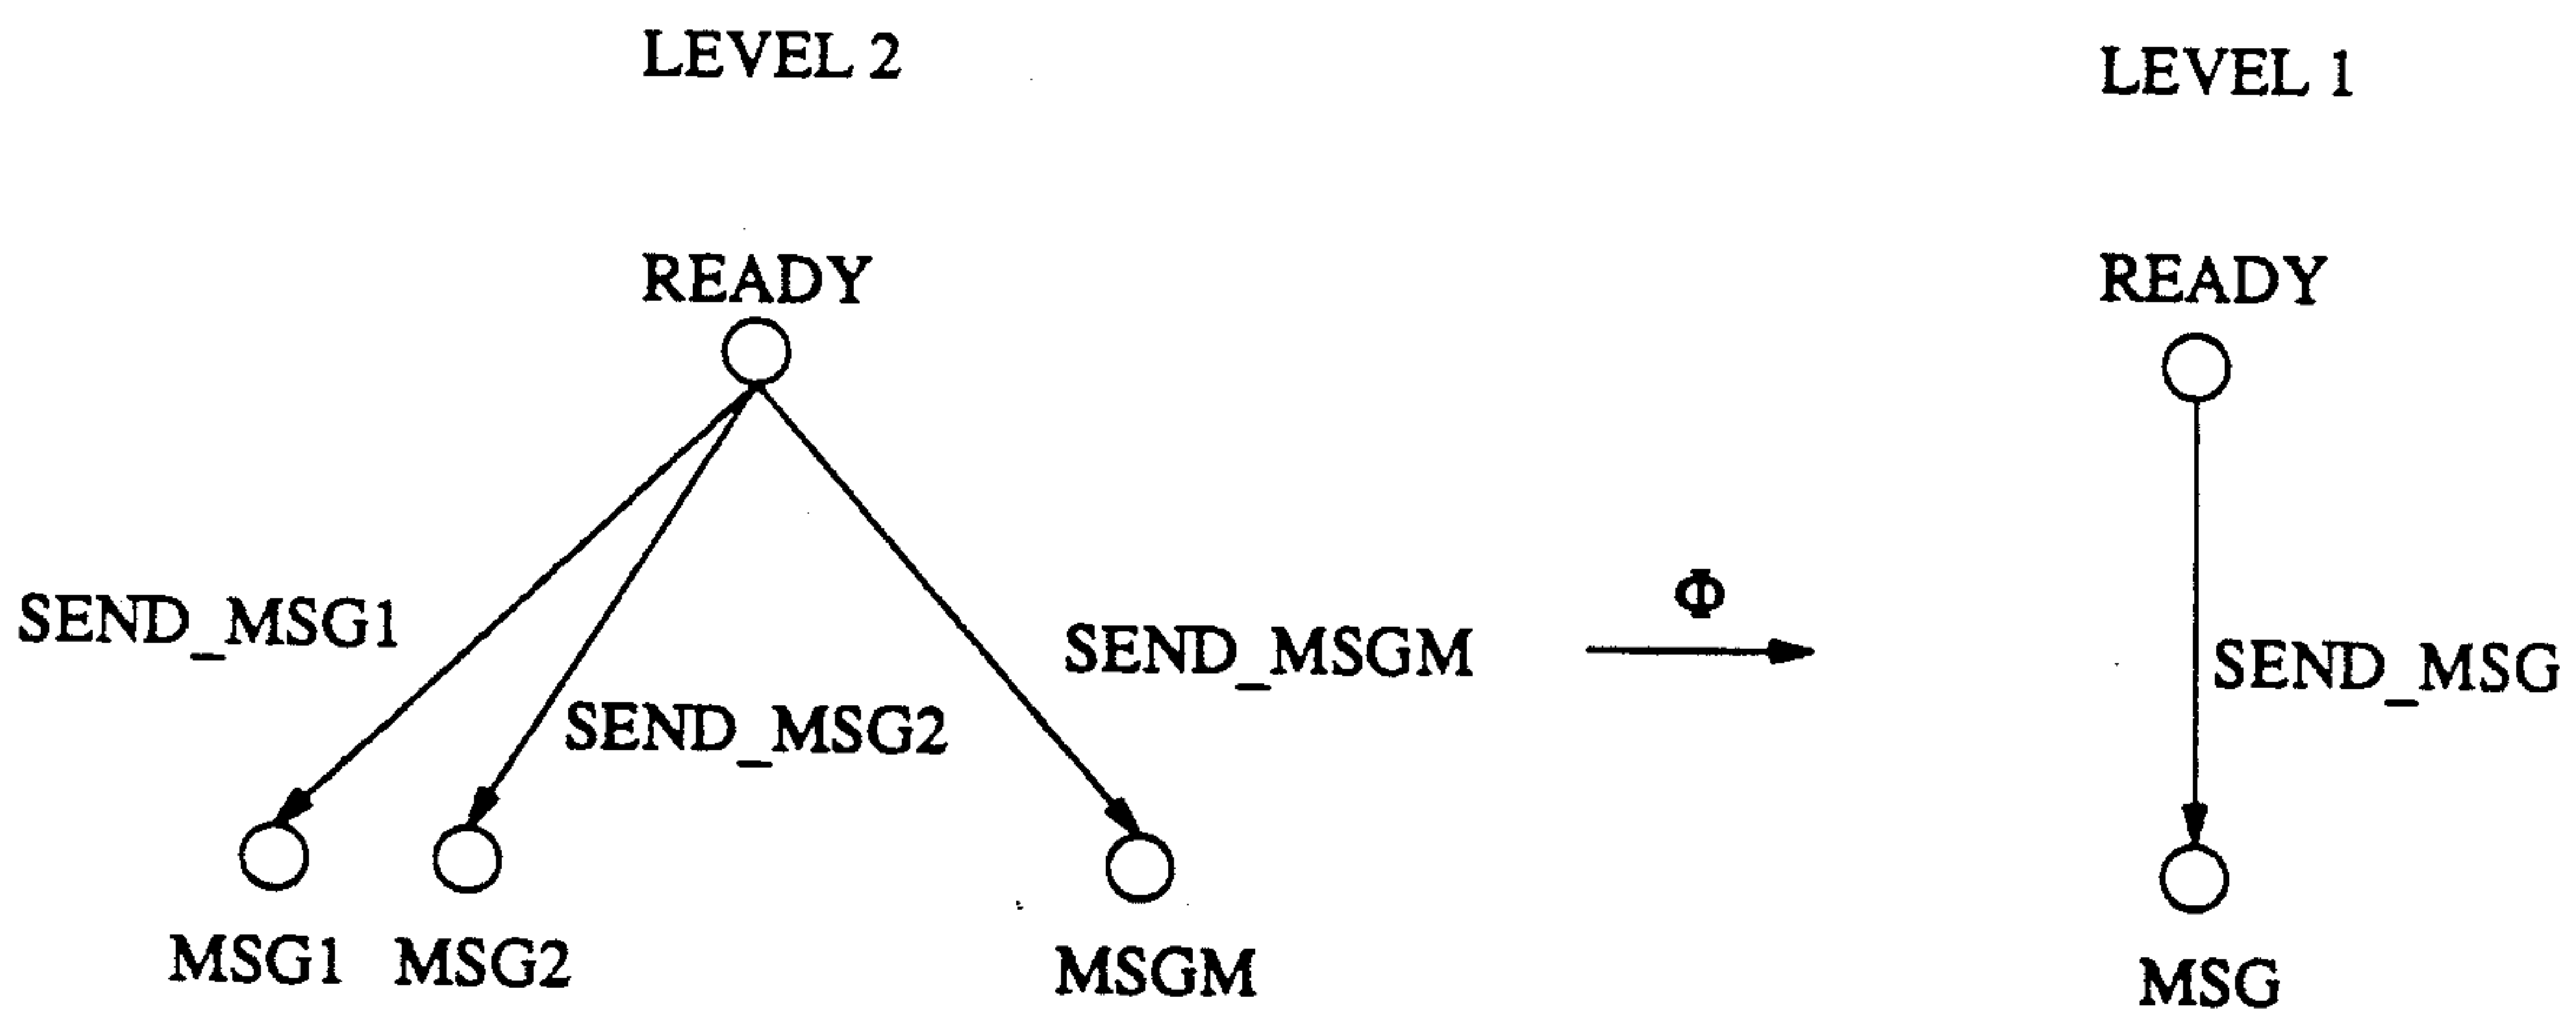 LEVEL 2
LEVEL 1
READY
READY
SEND_MSG1
SEND_MSGM
Φ
SEND_MSG
SEND_MSG2
MSG1
MSG2
MSGM
MSG